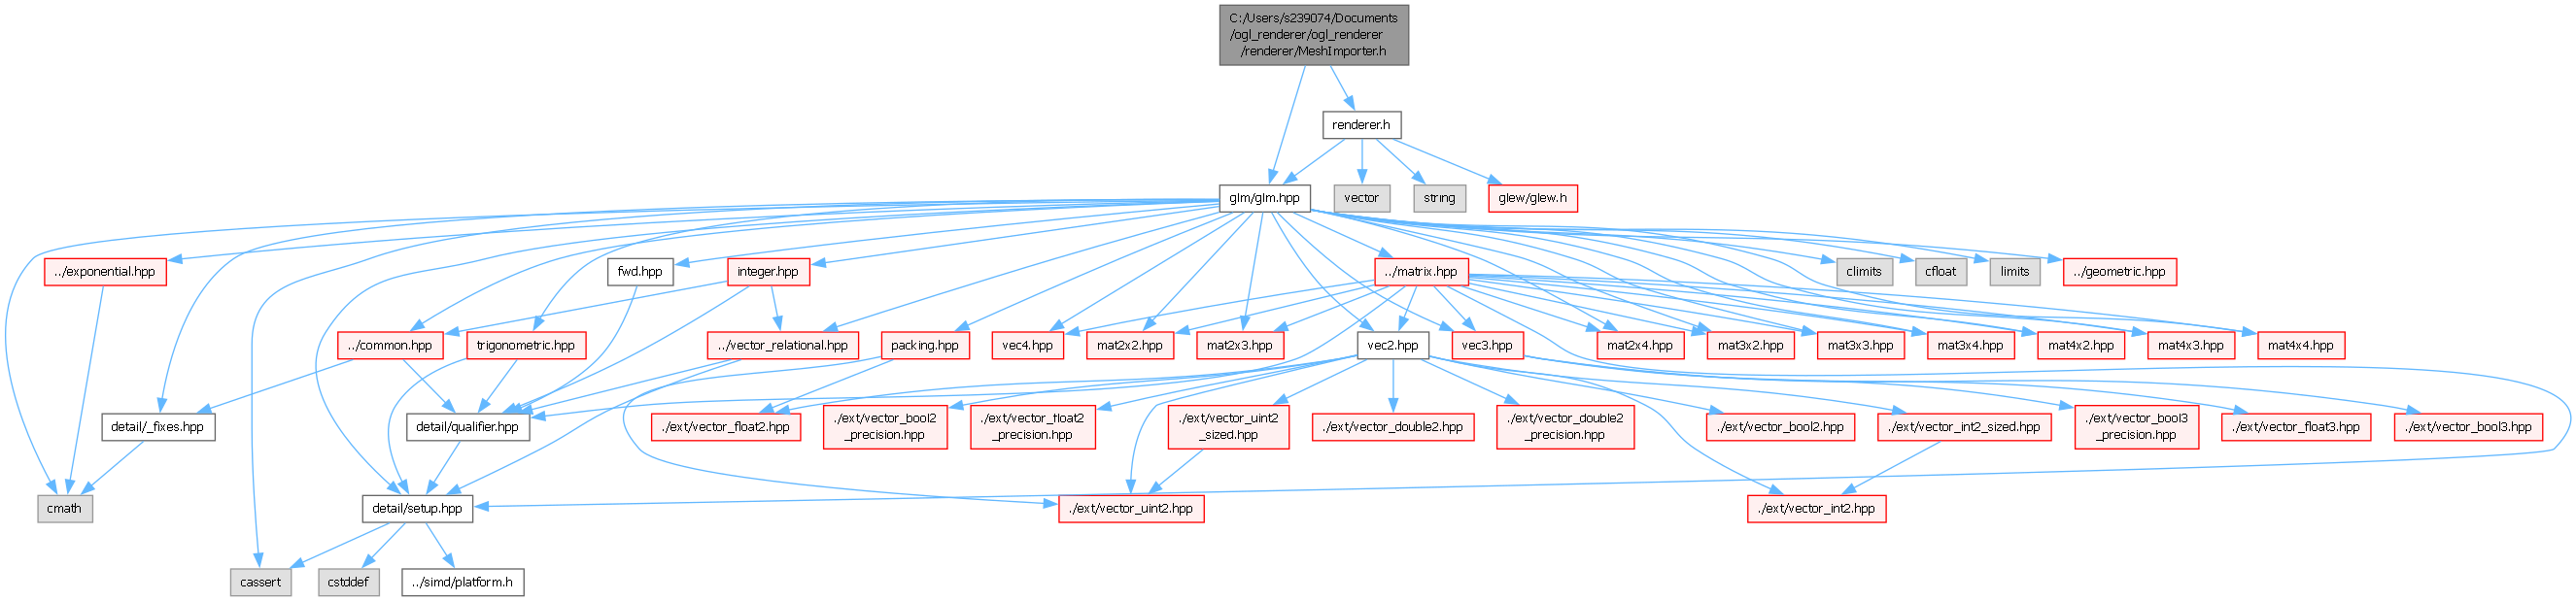 C:/Users/s239074/Documents
/ogl_renderer/ogl_renderer
/renderer/MeshImporter.h
renderer.h
glm/glm.hpp
vector
string
glew/glew.h
../exponential.hpp
fwd.hpp
integer.hpp
../matrix.hpp
climits
cfloat
limits
../geometric.hpp
../common.hpp
trigonometric.hpp
../vector_relational.hpp
packing.hpp
vec4.hpp
mat2x2.hpp
mat2x3.hpp
vec2.hpp
vec3.hpp
mat2x4.hpp
mat3x2.hpp
mat3x3.hpp
mat3x4.hpp
mat4x2.hpp
mat4x3.hpp
mat4x4.hpp
detail/_fixes.hpp
detail/qualifier.hpp
./ext/vector_float2.hpp
./ext/vector_bool2
_precision.hpp
./ext/vector_float2
_precision.hpp
./ext/vector_uint2
_sized.hpp
./ext/vector_double2.hpp
./ext/vector_double2
_precision.hpp
./ext/vector_bool2.hpp
./ext/vector_int2_sized.hpp
./ext/vector_bool3
_precision.hpp
./ext/vector_float3.hpp
./ext/vector_bool3.hpp
cmath
detail/setup.hpp
./ext/vector_uint2.hpp
./ext/vector_int2.hpp
cassert
cstddef
../simd/platform.h